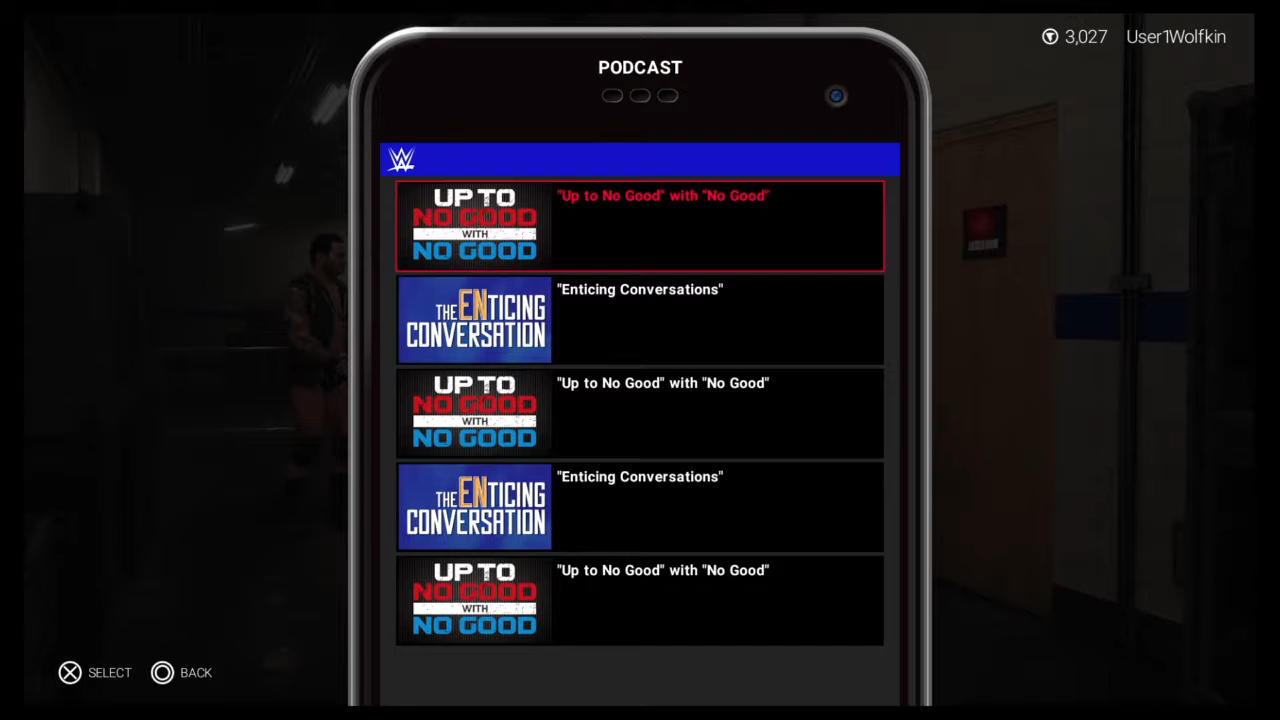 3,027 User1Wolfkin
PODCAST
UP TO
NO GOOD
WITH
NO GOOD
"Up to No Good" with "No Good"
THE ENTICING
CONVERSATION
"Enticing Conversations"
UP TO
NO GOOD
WITH
NO GOOD
"Up to No Good" with "No Good"
THE ENTICING
CONVERSATION
"Enticing Conversations"
UP TO
NO GOOD
WITH
NO GOOD
"Up to No Good" with "No Good"
SELECT BACK